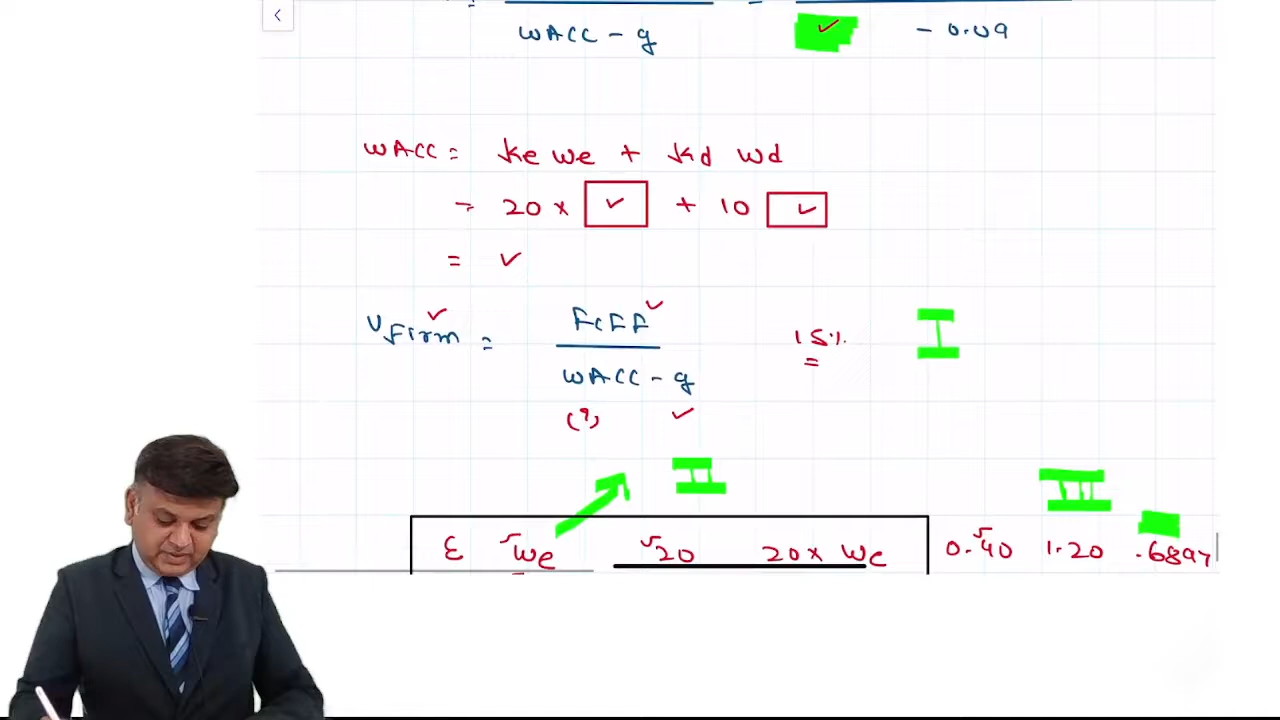 WACC - g ✓ - 0.09
WACC = Ke We + Kd Wd
= 20 × ✓ + 10 ✓
= ✓
V Firm ✓ = FCFF ✓ 15% I
WACC - g
(?) ✓
II III
E We 20 20 × We 0.40 1.20 .6897